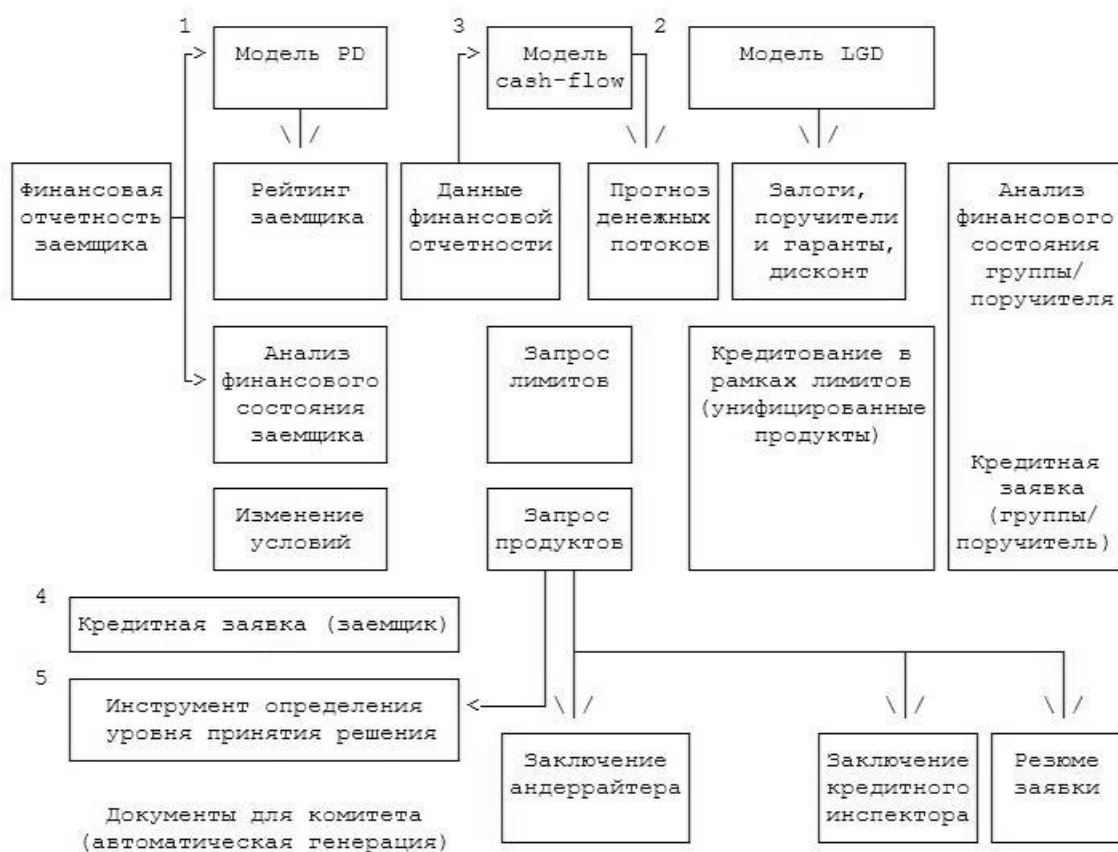 1
Модель PD
3
Модель
cash-flow
2
Модель LGD
Финансовая
отчетность
заемщика
Рейтинг
заемщика
Данные
финансовой
отчетности
Прогноз
денежных
потоков
Залоги,
поручители
и гаранты,
дисконт
Анализ
финансового
состояния
группы/
поручителя
Анализ
финансового
состояния
заемщика
Запрос
лимитов
Кредитование в
рамках лимитов
(унифицированные
продукты)
Кредитная
заявка
(группы/
поручитель)
Изменение
условий
Запрос
продуктов
4
Кредитная заявка (заемщик)
5
Инструмент определения
уровня принятия решения
Заключение
андеррайтера
Заключение
кредитного
инспектора
Резюме
заявки
Документы для комитета
(автоматическая генерация)